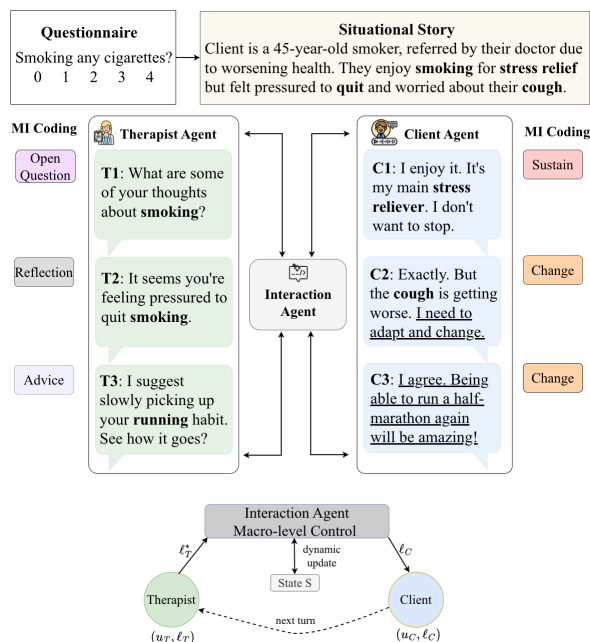 Questionnaire
Smoking any cigarettes?
0 1 2 3 4
Situational Story
Client is a 45-year-old smoker, referred by their doctor due
to worsening health. They enjoy smoking for stress relief
but felt pressured to quit and worried about their cough.
MI Coding
Therapist Agent
Client Agent
MI Coding
Open
Question
T1: What are some
of your thoughts
about smoking?
C1: I enjoy it. It's
my main stress
reliever. I don't
want to stop.
Sustain
Reflection
T2: It seems you're
feeling pressured to
quit smoking.
Interaction
Agent
C2: Exactly. But
the cough is getting
worse. I need to
adapt and change.
Change
Advice
T3: I suggest
slowly picking up
your running habit.
See how it goes?
C3: I agree. Being
able to run a half-
marathon again
will be amazing!
Change
Interaction Agent
Macro-level Control
ℓ*_T
dynamic
update
ℓ_C
State S
Therapist
Client
next turn
(u_T, ℓ_T)
(u_C, ℓ_C)